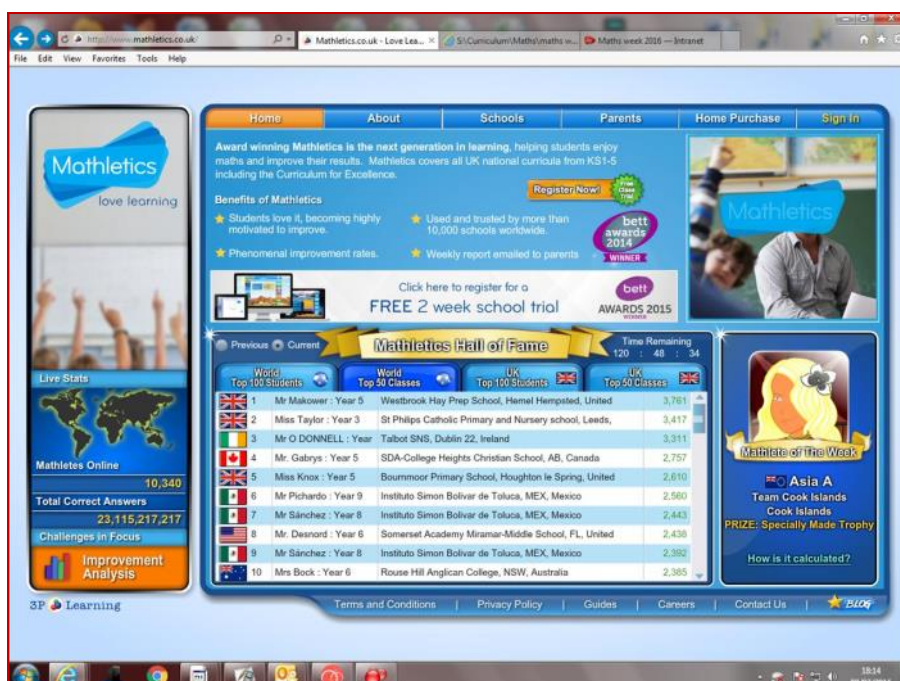 http://www.mathletics.co.uk/
Mathletics.co.uk - Love Lea...
S:\Curriculum\Maths\maths w...
Maths week 2016 — Intranet
File Edit View Favorites Tools Help
Mathletics
love learning
Home About Schools Parents Home Purchase Sign In
Award winning Mathletics is the next generation in learning, helping students enjoy
maths and improve their results. Mathletics covers all UK national curricula from KS1-5
including the Curriculum for Excellence.
Register Now!
Free
Class
Trial
Benefits of Mathletics
Students love it, becoming highly
motivated to improve.
Used and trusted by more than
10,000 schools worldwide.
Phenomenal improvement rates.
Weekly report emailed to parents
bett
awards
2014
WINNER
Mathletics
Click here to register for a
FREE 2 week school trial
bett
AWARDS 2015
WINNER
Previous Current
Mathletics Hall of Fame
Time Remaining
120 : 48 : 34
World
Top 100 Students
World
Top 50 Classes
UK
Top 100 Students
UK
Top 50 Classes
1 Mr Makower : Year 5 Westbrook Hay Prep School, Hemel Hempsted, United 3,761
2 Miss Taylor : Year 3 St Philips Catholic Primary and Nursery school, Leeds, 3,417
3 Mr O DONNELL : Year Talbot SNS, Dublin 22, Ireland 3,311
4 Mr. Gabrys : Year 5 SDA-College Heights Christian School, AB, Canada 2,757
5 Miss Knox : Year 5 Bournmoor Primary School, Houghton le Spring, United 2,610
6 Mr Pichardo : Year 9 Instituto Simon Bolivar de Toluca, MEX, Mexico 2,560
7 Mr Sánchez : Year 8 Instituto Simon Bolivar de Toluca, MEX, Mexico 2,443
8 Mr. Desnord : Year 6 Somerset Academy Miramar-Middle School, FL, United 2,438
9 Mr Sánchez : Year 8 Instituto Simon Bolivar de Toluca, MEX, Mexico 2,392
10 Mrs Bock : Year 6 Rouse Hill Anglican College, NSW, Australia 2,385
Live Stats
Mathletes Online
10,340
Total Correct Answers
23,115,217,217
Challenges in Focus
Improvement
Analysis
Mathlete of The Week
Asia A
Team Cook Islands
Cook Islands
PRIZE: Specially Made Trophy
How is it calculated?
3P Learning
Terms and Conditions | Privacy Policy | Guides | Careers | Contact Us | BLOG
18:14